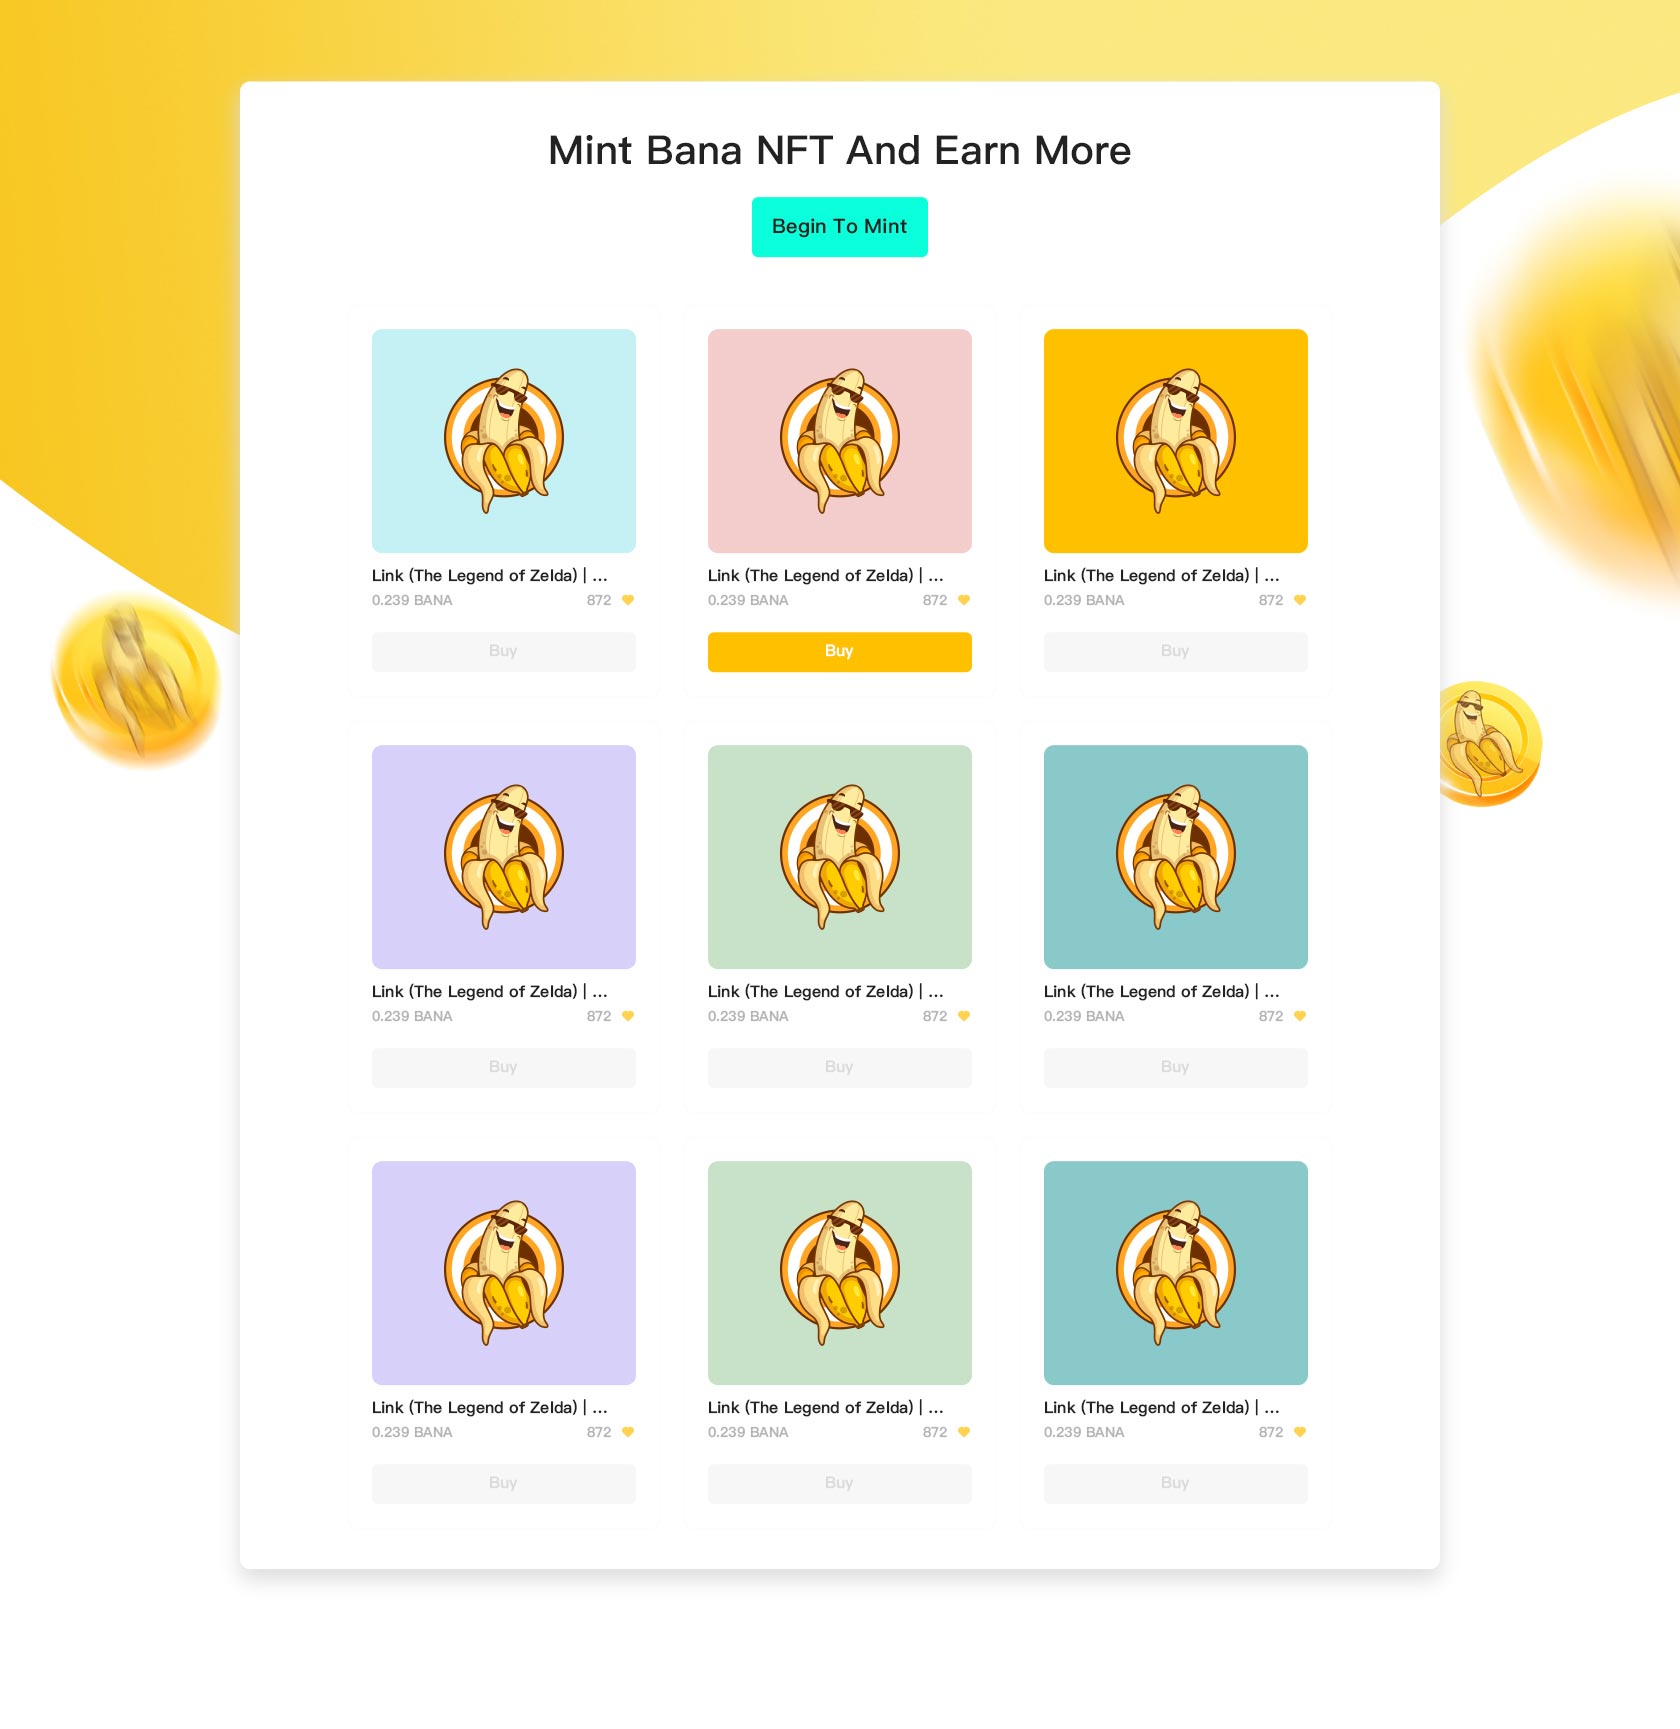 Mint Bana NFT And Earn More
Begin To Mint
Link (The Legend of Zelda) | ...
0.239 BANA 872
Buy
Link (The Legend of Zelda) | ...
0.239 BANA 872
Buy
Link (The Legend of Zelda) | ...
0.239 BANA 872
Buy
Link (The Legend of Zelda) | ...
0.239 BANA 872
Buy
Link (The Legend of Zelda) | ...
0.239 BANA 872
Buy
Link (The Legend of Zelda) | ...
0.239 BANA 872
Buy
Link (The Legend of Zelda) | ...
0.239 BANA 872
Buy
Link (The Legend of Zelda) | ...
0.239 BANA 872
Buy
Link (The Legend of Zelda) | ...
0.239 BANA 872
Buy